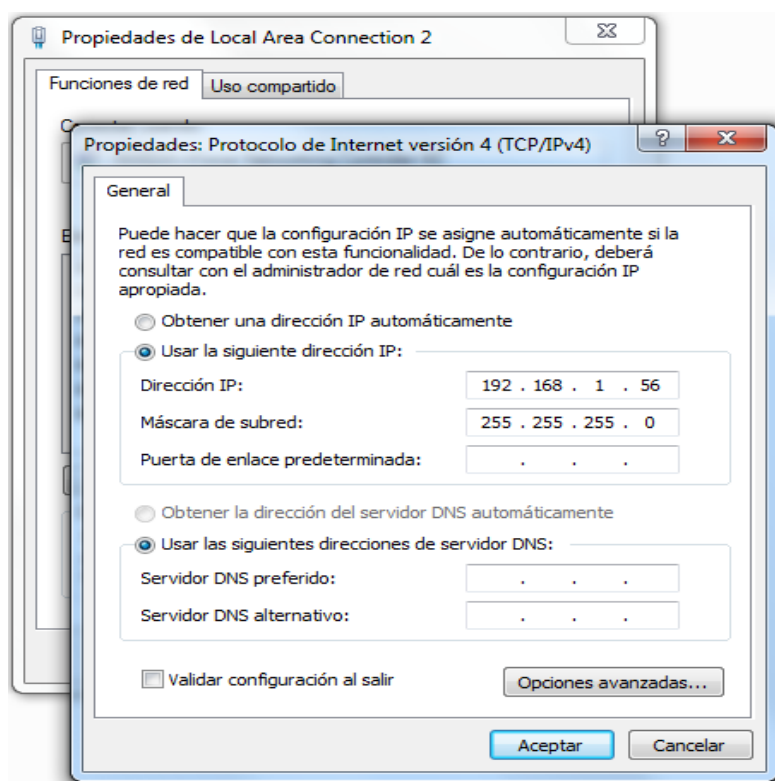 Propiedades de Local Area Connection 2
Funciones de red Uso compartido
Propiedades: Protocolo de Internet versión 4 (TCP/IPv4)
General
Puede hacer que la configuración IP se asigne automáticamente si la
red es compatible con esta funcionalidad. De lo contrario, deberá
consultar con el administrador de red cuál es la configuración IP
apropiada.
Obtener una dirección IP automáticamente
Usar la siguiente dirección IP:
Dirección IP: 192 . 168 . 1 . 56
Máscara de subred: 255 . 255 . 255 . 0
Puerta de enlace predeterminada: . . .
Obtener la dirección del servidor DNS automáticamente
Usar las siguientes direcciones de servidor DNS:
Servidor DNS preferido: . . .
Servidor DNS alternativo: . . .
Validar configuración al salir Opciones avanzadas...
Aceptar Cancelar